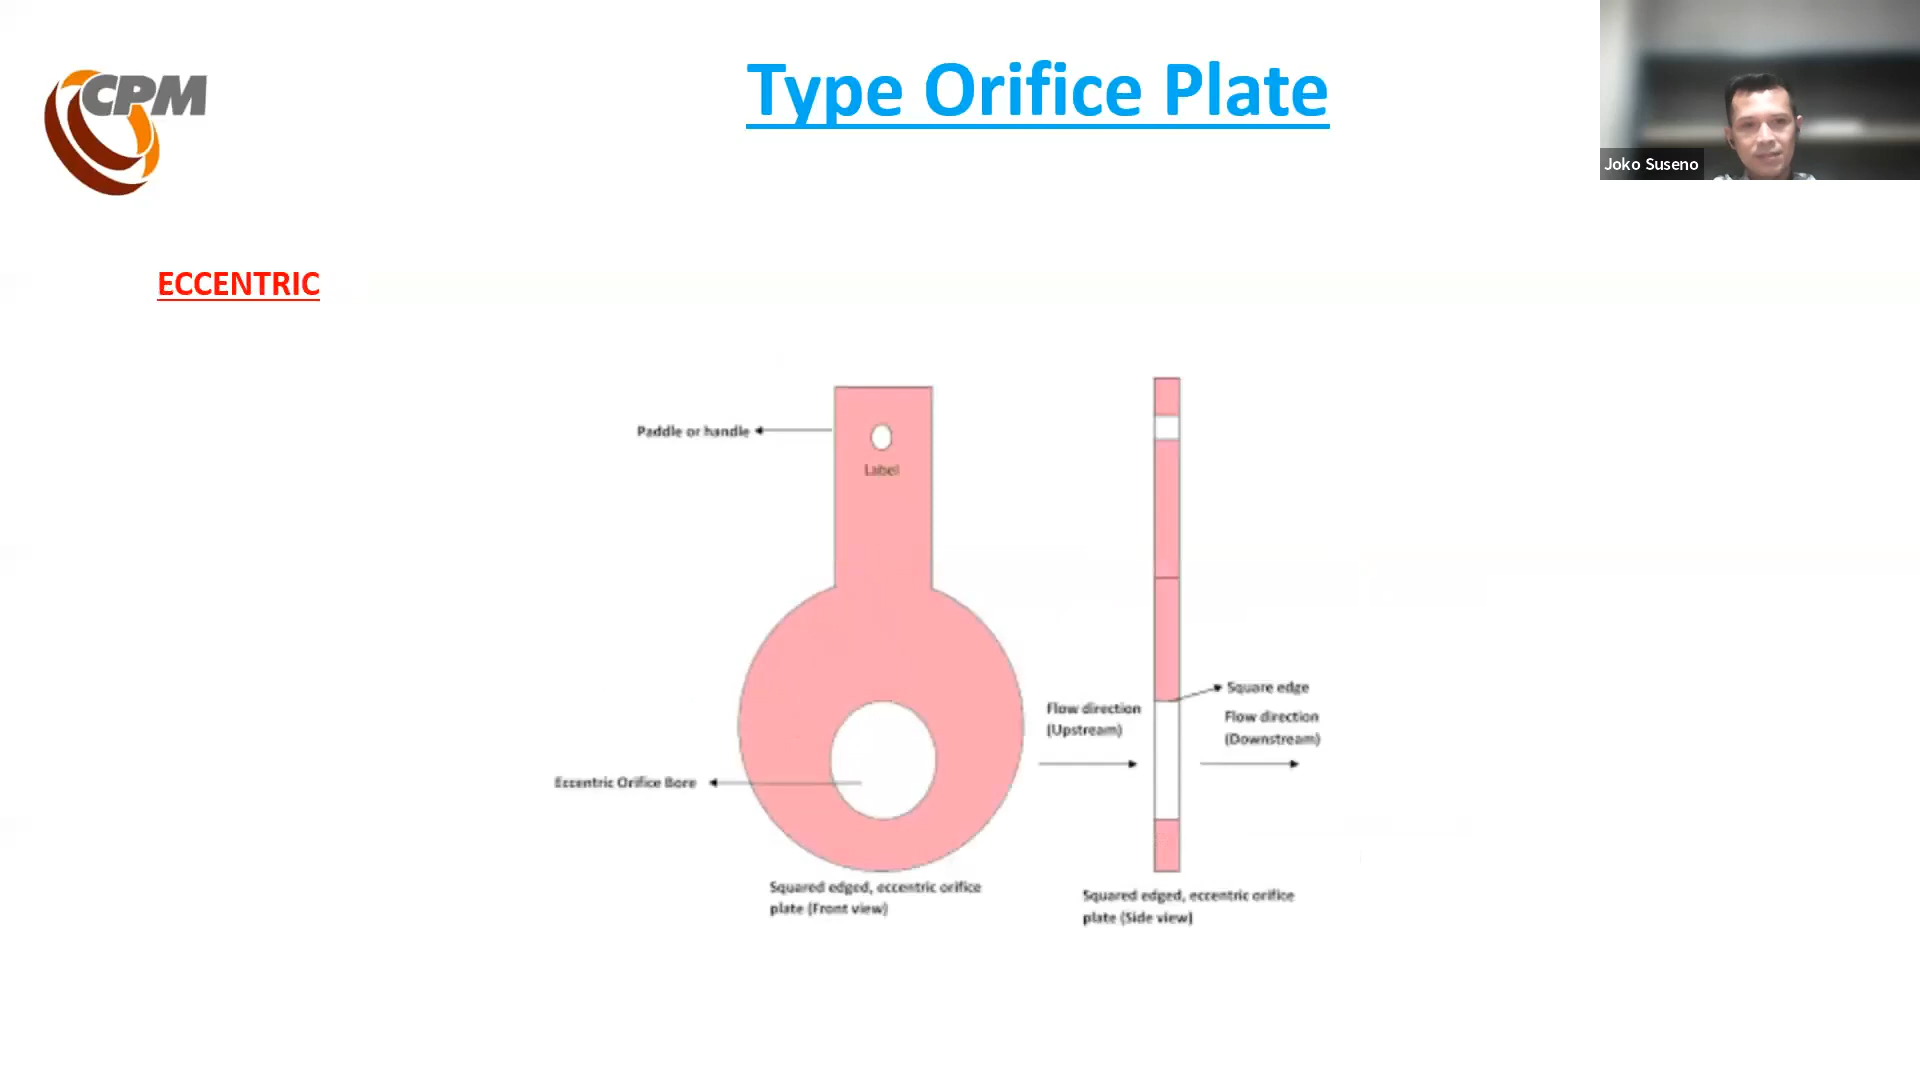 CPM
Type Orifice Plate
Joko Suseno
ECCENTRIC
Paddle or handle
Label
Square edge
Flow direction
(Upstream)
Flow direction
(Downstream)
Eccentric Orifice Bore
Squared edged, eccentric orifice
plate (Front view)
Squared edged, eccentric orifice
plate (Side view)